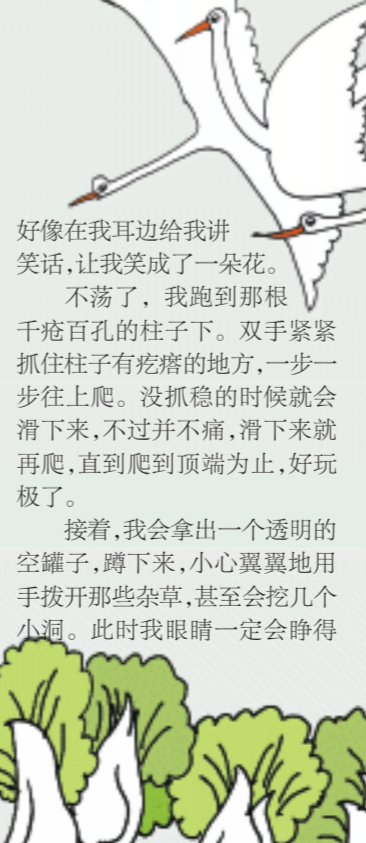 好像在我耳边给我讲
笑话,让我笑成了一朵花。
不荡了，我跑到那根
千疮百孔的柱子下。双手紧紧
抓住柱子有疙瘩的地方,一步一
步往上爬。没抓稳的时候就会
滑下来,不过并不痛,滑下来就
再爬,直到爬到顶端为止,好玩
极了。
接着,我会拿出一个透明的
空罐子,蹲下来,小心翼翼地用
手拨开那些杂草,甚至会挖几个
小洞。此时我眼睛一定会睁得